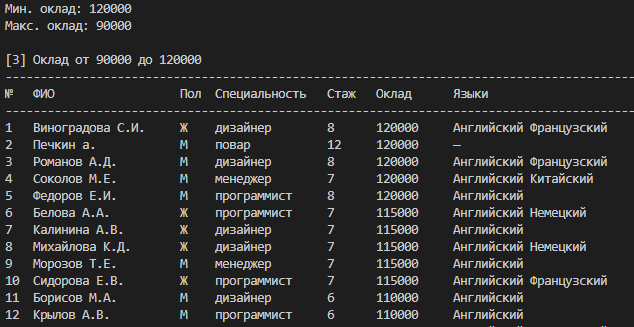 Мин. оклад: 120000
Макс. оклад: 90000
[3] Оклад от 90000 до 120000
№ ФИО Пол Специальность Стаж Оклад Языки
1 Виноградова С.И. Ж дизайнер 8 120000 Английский Французский
2 Печкин а. М повар 12 120000 —
3 Романов А.Д. М дизайнер 8 120000 Английский Французский
4 Соколов М.Е. М менеджер 7 120000 Английский Китайский
5 Федоров Е.И. М программист 8 120000 Английский
6 Белова А.А. Ж программист 7 115000 Английский Немецкий
7 Калинина А.В. Ж дизайнер 7 115000 Английский
8 Михайлова К.Д. Ж дизайнер 7 115000 Английский Немецкий
9 Морозов Т.Е. М менеджер 7 115000 Английский
10 Сидорова Е.В. Ж программист 7 115000 Английский Французский
11 Борисов М.А. М дизайнер 6 110000 Английский
12 Крылов А.В. М программист 6 110000 Английский